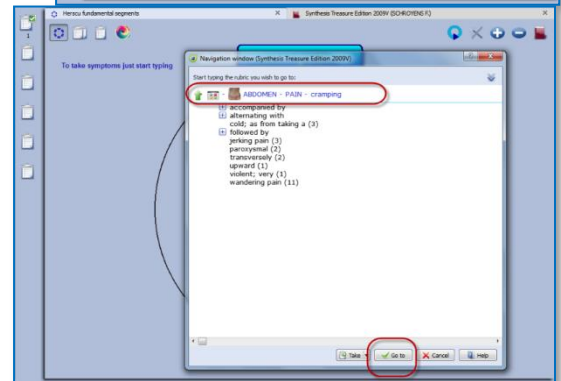 Herscu fundamental segments
Synthesis Treasure Edition 2009V (SCHROYENS F.)
1
To take symptoms just start typing
Navigation window (Synthesis Treasure Edition 2009V)
Start typing the rubric you wish to go to:
ABDOMEN - PAIN - cramping
accompanied by
alternating with
cold; as from taking a (3)
followed by
jerking pain (3)
paroxysmal (2)
transversely (2)
upward (1)
violent; very (1)
wandering pain (11)
Take
Go to
Cancel
Help